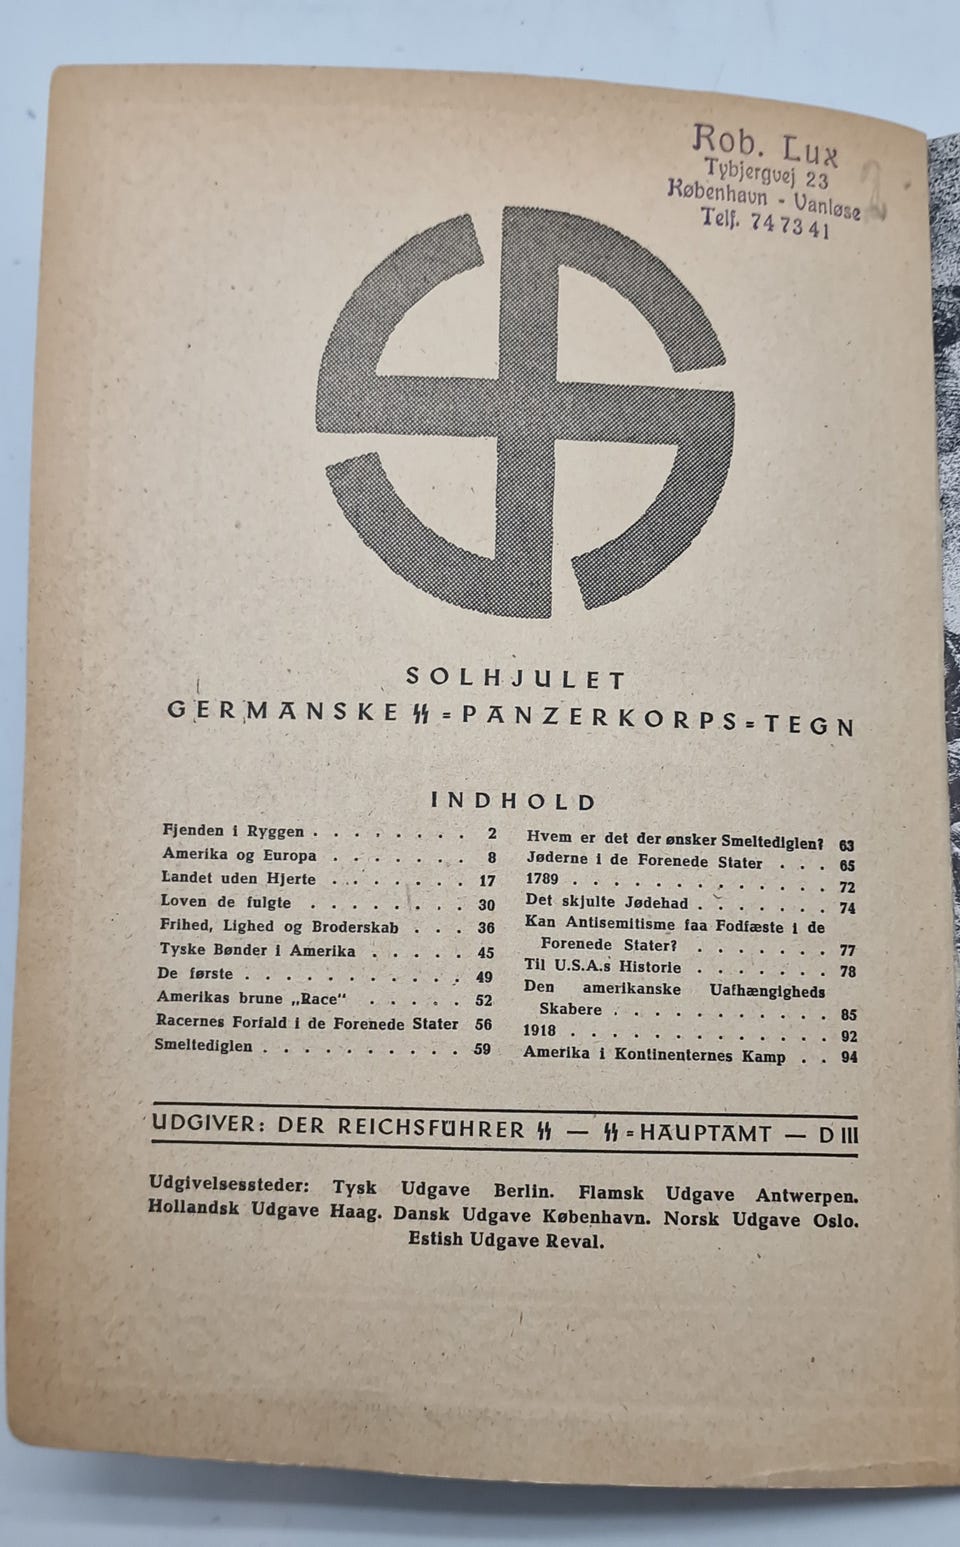 Rob. Lux
Tybjergvej 23
København - Vanløse
Telf. 74 73 41
SOLHJULET
GERMANSKE ᛋᛋ=PANZERKORPS=TEGN
INDHOLD
Fjenden i Ryggen . . . . . . . . 2
Amerika og Europa . . . . . . . 8
Landet uden Hjerte . . . . . . . 17
Loven de fulgte . . . . . . . . 30
Frihed, Lighed og Broderskab . . . 36
Tyske Bønder i Amerika . . . . . 45
De første . . . . . . . . . . . 49
Amerikas brune „Race“ . . . . . 52
Racernes Forfald i de Forenede Stater 56
Smeltediglen . . . . . . . . . . 59
Hvem er det der ønsker Smeltediglen? 63
Jøderne i de Forenede Stater . . . 65
1789 . . . . . . . . . . . . . 72
Det skjulte Jødehad . . . . . . . 74
Kan Antisemitisme faa Fodfæste i de
Forenede Stater? . . . . . . . 77
Til U.S.A.s Historie . . . . . . . 78
Den amerikanske Uafhængigheds
Skabere . . . . . . . . . . . 85
1918 . . . . . . . . . . . . . 92
Amerika i Kontinenternes Kamp . . 94
UDGIVER: DER REICHSFÜHRER ᛋᛋ — ᛋᛋ=HAUPTAMT — D III
Udgivelsessteder: Tysk Udgave Berlin. Flamsk Udgave Antwerpen.
Hollandsk Udgave Haag. Dansk Udgave København. Norsk Udgave Oslo.
Estish Udgave Reval.